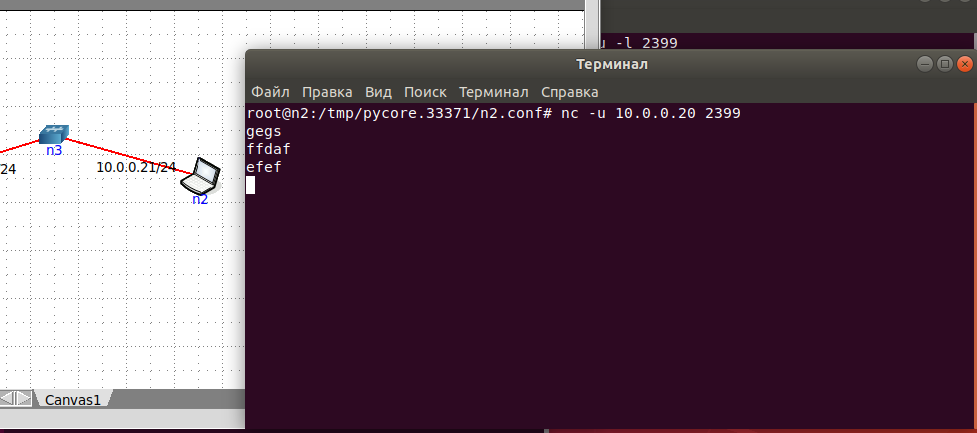 u -l 2399
Терминал
Файл Правка Вид Поиск Терминал Справка
root@n2:/tmp/pycore.33371/n2.conf# nc -u 10.0.0.20 2399
gegs
ffdaf
efef
n3
24
10.0.0.21/24
n2
Canvas1